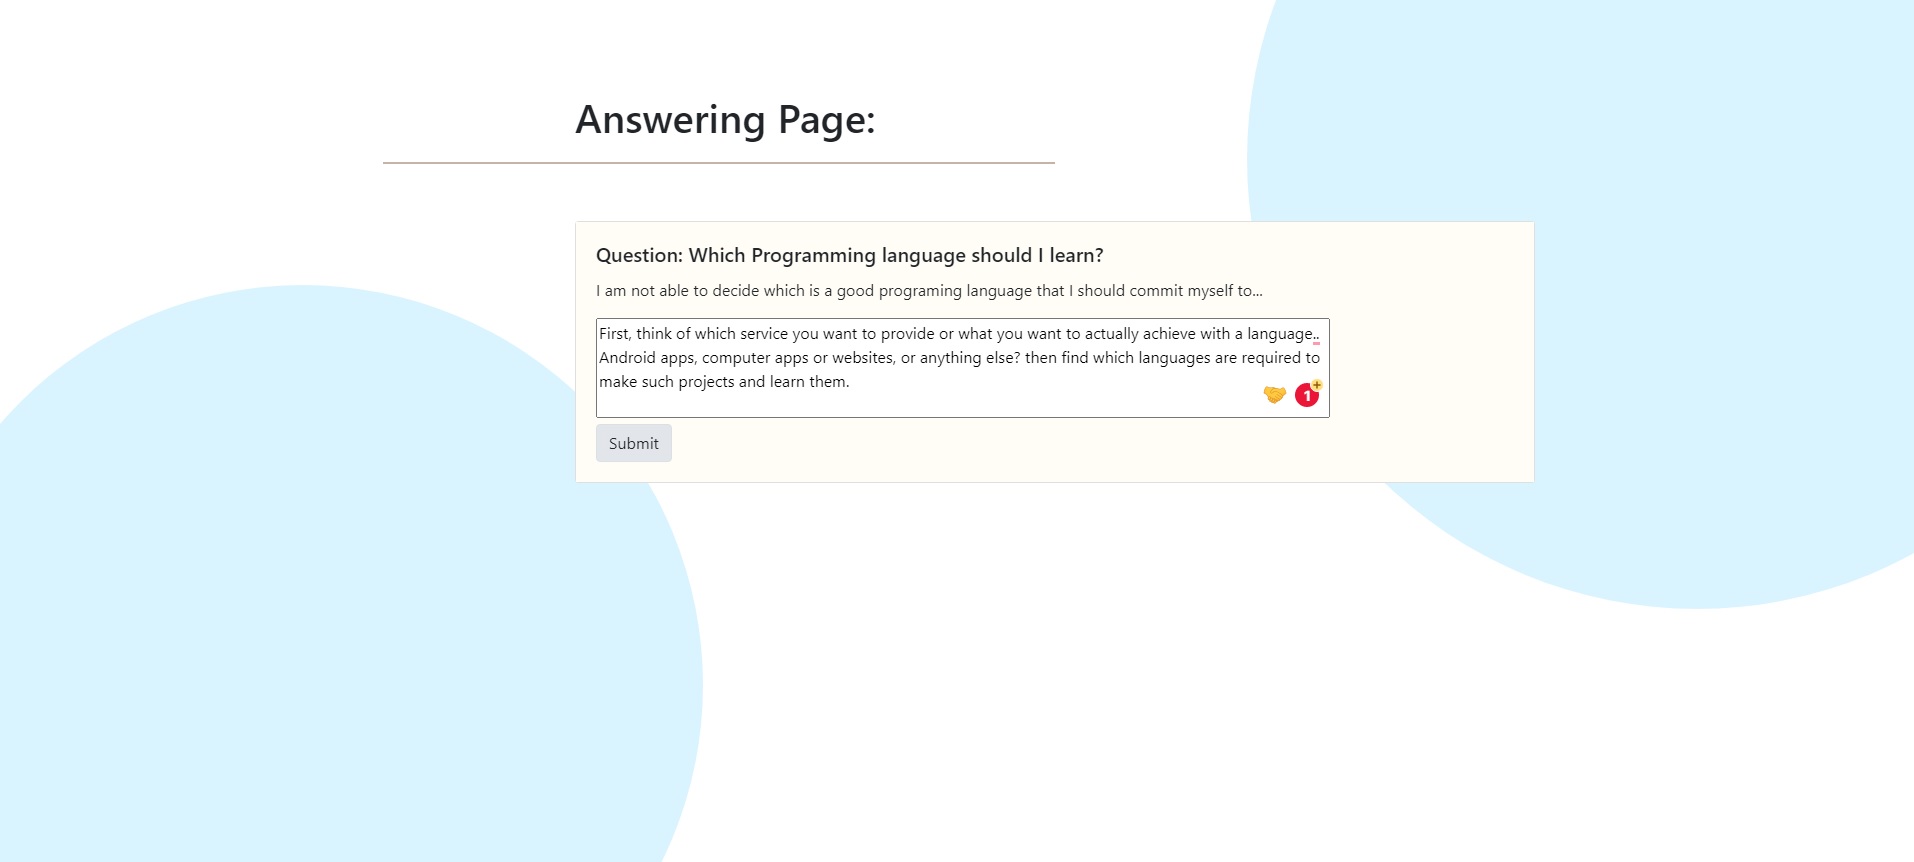 Answering Page:
Question: Which Programming language should I learn?
I am not able to decide which is a good programing language that I should commit myself to...
First, think of which service you want to provide or what you want to actually achieve with a language..
Android apps, computer apps or websites, or anything else? then find which languages are required to
make such projects and learn them.
1
+
Submit